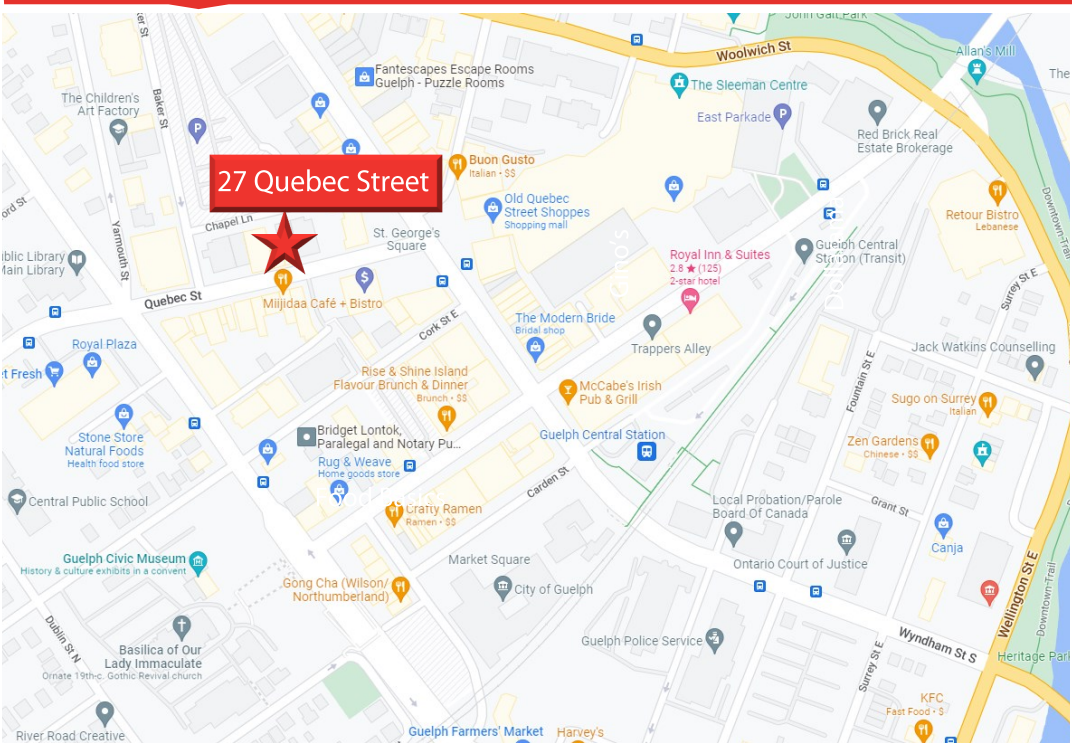 John Galt Park
Woolwich St
Allan's Mill
The
Fantescapes Escape Rooms
Guelph - Puzzle Rooms
The Sleeman Centre
The Children's
Art Factory
Baker St
P
East Parkade
P
Red Brick Real
Estate Brokerage
27 Quebec Street
Buon Gusto
Italian • $$
Old Quebec
Street Shoppes
Shopping mall
Retour Bistro
Lebanese
Downtown Trail
Chapel Ln
St. George's
Square
Yarmouth St
Royal Inn & Suites
2.8 ★ (125)
2-star hotel
Guelph Central
Station (Transit)
Main Library
Quebec St
$
Miijidaa Café + Bistro
Cork St E
Surrey St E
The Modern Bride
Bridal shop
Trappers Alley
Jack Watkins Counselling
Royal Plaza
et Fresh
Rise & Shine Island
Flavour Brunch & Dinner
Brunch • $$
McCabe's Irish
Pub & Grill
Fountain St E
Sugo on Surrey
Italian
Stone Store
Natural Foods
Health food store
Bridget Lontok,
Paralegal and Notary Pu...
Guelph Central Station
Zen Gardens
Chinese • $$
Rug & Weave
Home goods store
Carden St
Central Public School
Crafty Ramen
Ramen • $$
Local Probation/Parole
Board Of Canada
Grant St
Canja
Guelph Civic Museum
History & culture exhibits in a convent
Market Square
City of Guelph
Ontario Court of Justice
Gong Cha (Wilson/
Northumberland)
Wellington St E
Downtown Trail
Dublin St N
Basilica of Our
Lady Immaculate
Ornate 19th-c. Gothic Revival church
Guelph Police Service
Wyndham St S
Surrey St E
Heritage Park
KFC
Fast Food • $
River Road Creative
Guelph Farmers' Market
Harvey's